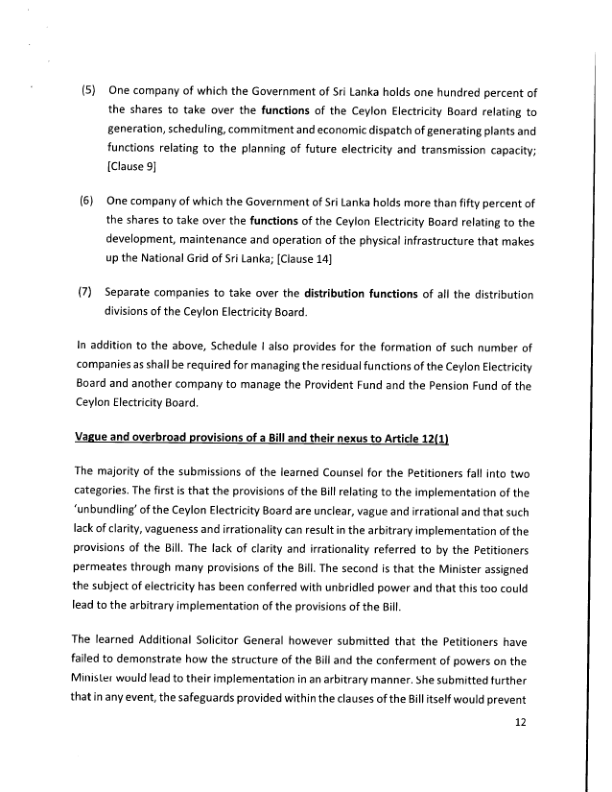 (5) One company of which the Government of Sri Lanka holds one hundred percent of
the shares to take over the functions of the Ceylon Electricity Board relating to
generation, scheduling, commitment and economic dispatch of generating plants and
functions relating to the planning of future electricity and transmission capacity;
[Clause 9]
(6) One company of which the Government of Sri Lanka holds more than fifty percent of
the shares to take over the functions of the Ceylon Electricity Board relating to the
development, maintenance and operation of the physical infrastructure that makes
up the National Grid of Sri Lanka; [Clause 14]
(7) Separate companies to take over the distribution functions of all the distribution
divisions of the Ceylon Electricity Board.
In addition to the above, Schedule I also provides for the formation of such number of
companies as shall be required for managing the residual functions of the Ceylon Electricity
Board and another company to manage the Provident Fund and the Pension Fund of the
Ceylon Electricity Board.
Vague and overbroad provisions of a Bill and their nexus to Article 12(1)
The majority of the submissions of the learned Counsel for the Petitioners fall into two
categories. The first is that the provisions of the Bill relating to the implementation of the
'unbundling' of the Ceylon Electricity Board are unclear, vague and irrational and that such
lack of clarity, vagueness and irrationality can result in the arbitrary implementation of the
provisions of the Bill. The lack of clarity and irrationality referred to by the Petitioners
permeates through many provisions of the Bill. The second is that the Minister assigned
the subject of electricity has been conferred with unbridled power and that this too could
lead to the arbitrary implementation of the provisions of the Bill.
The learned Additional Solicitor General however submitted that the Petitioners have
failed to demonstrate how the structure of the Bill and the conferment of powers on the
Minister would lead to their implementation in an arbitrary manner. She submitted further
that in any event, the safeguards provided within the clauses of the Bill itself would prevent
12